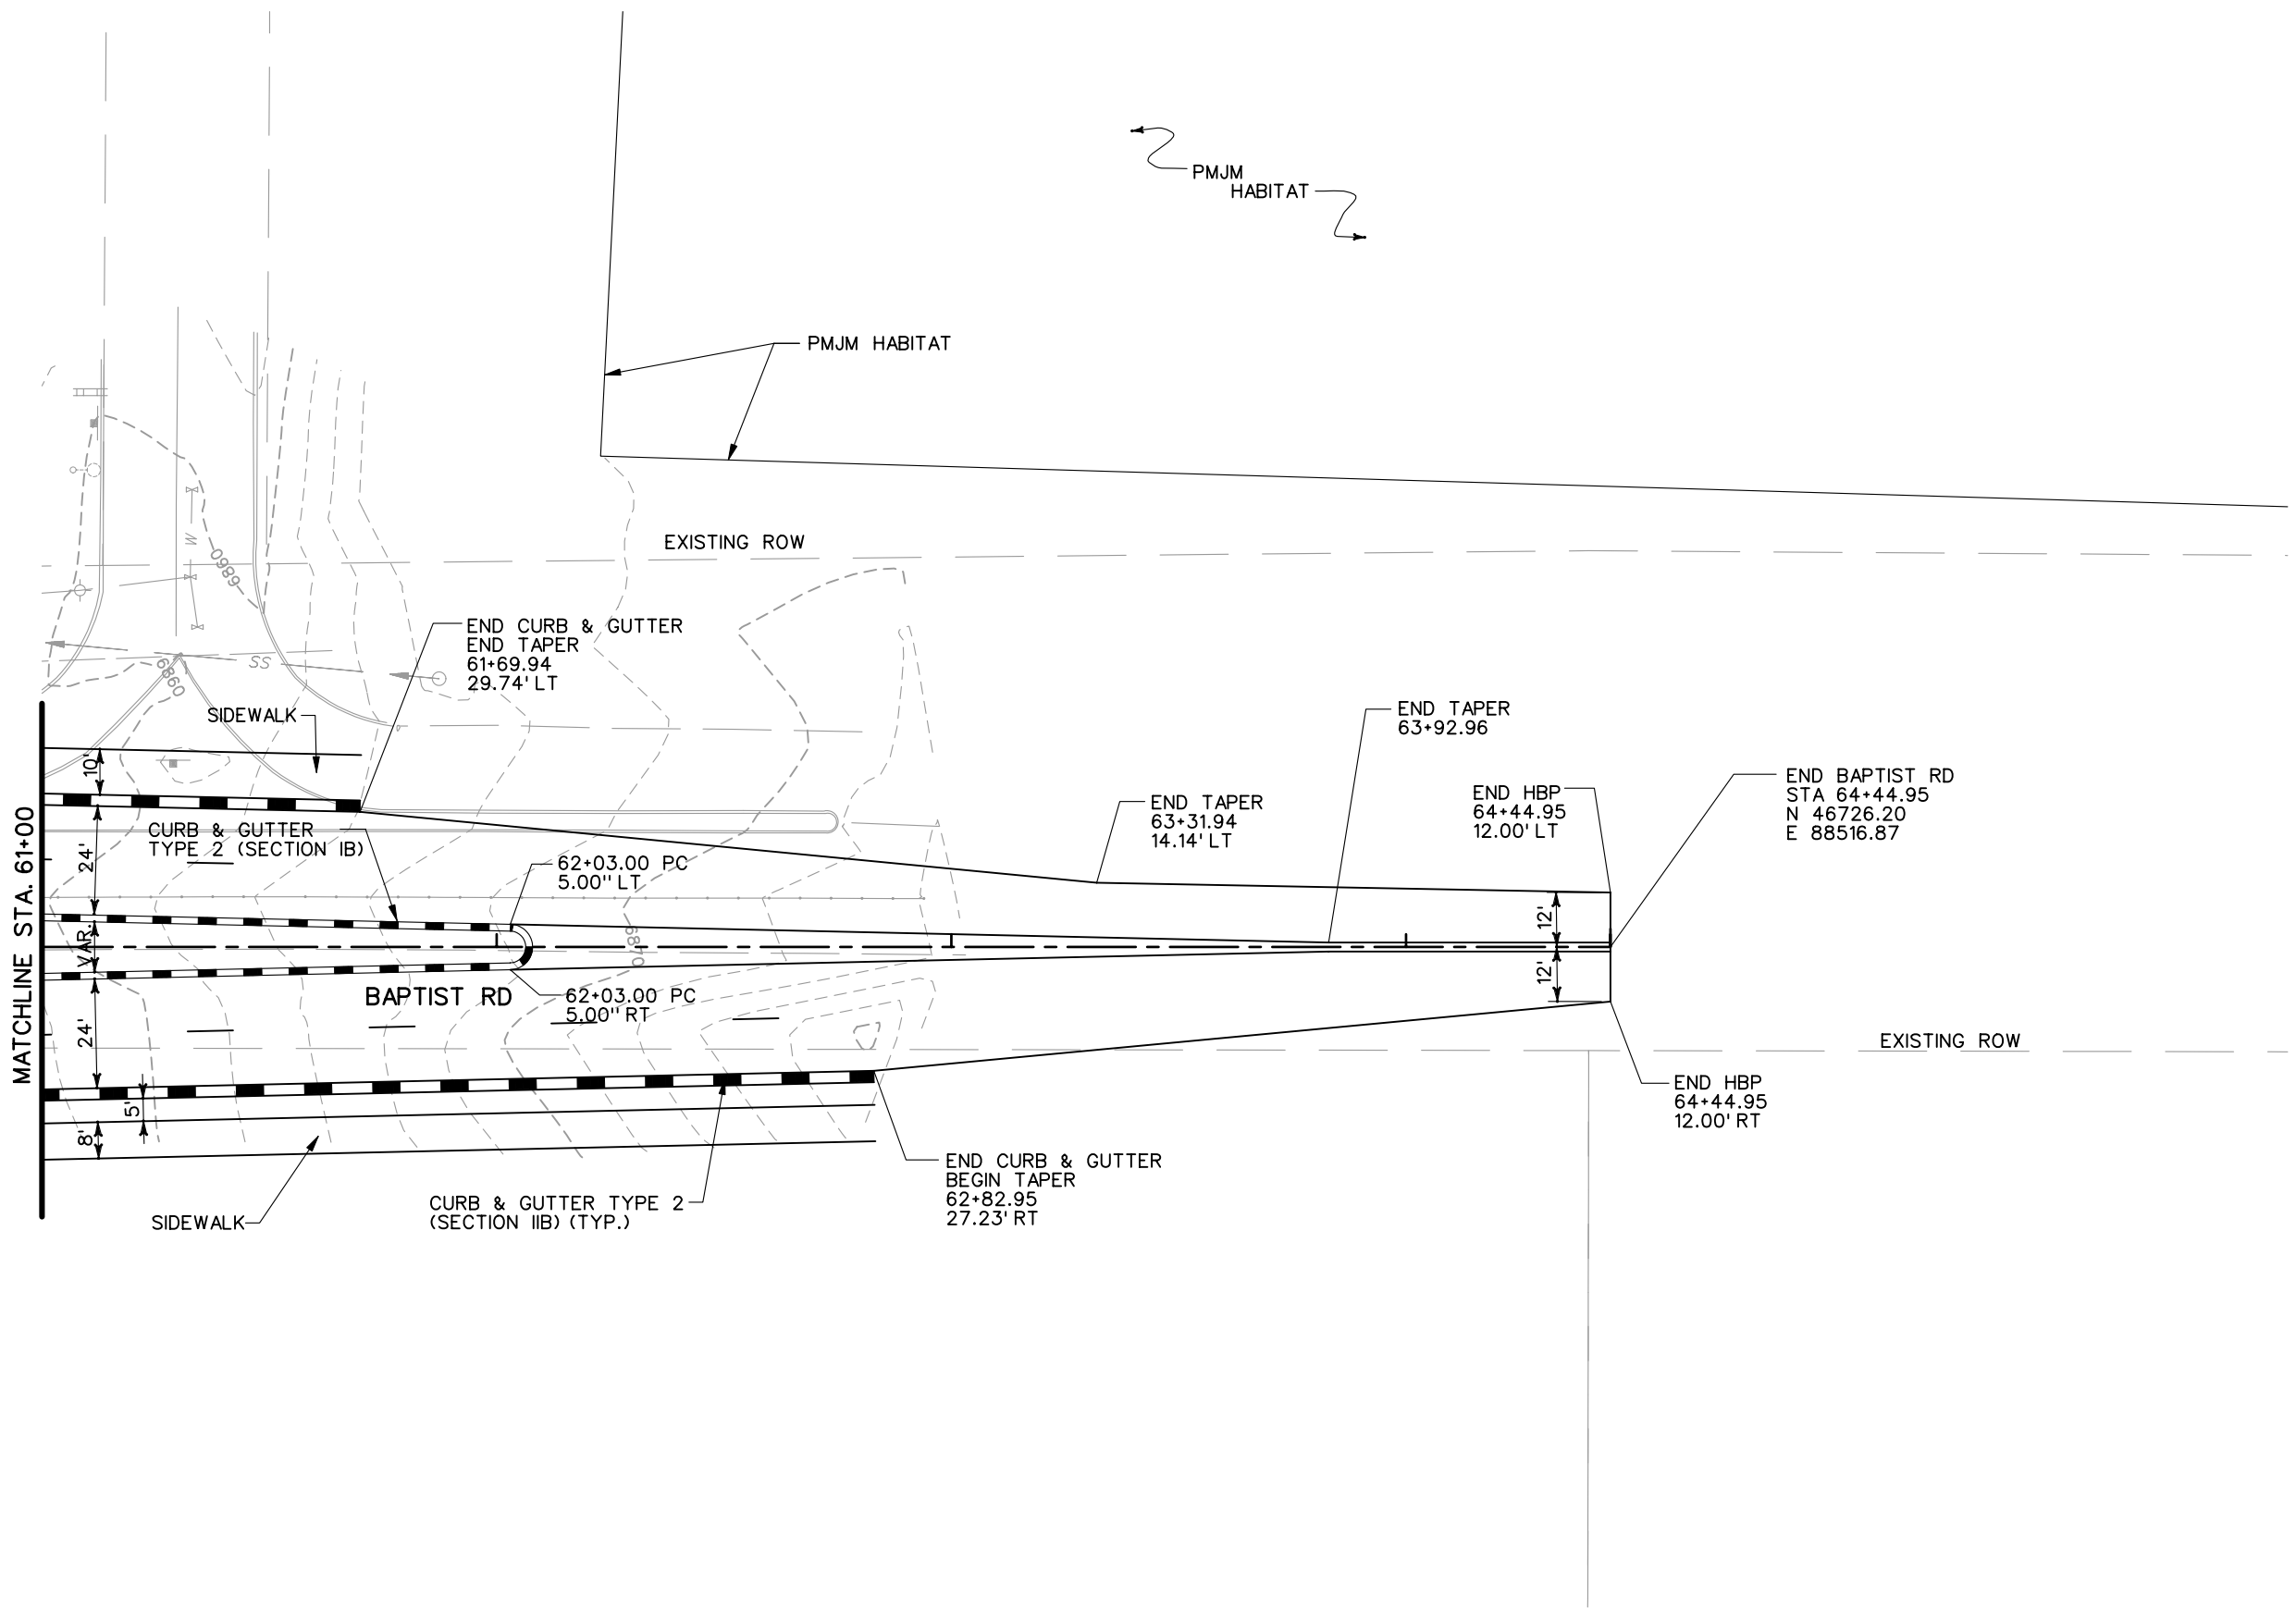 PMJM
HABITAT
PMJM HABITAT
EXISTING ROW
W
6860
END CURB & GUTTER
END TAPER
61+69.94
29.74' LT
SS
6860
SIDEWALK
10'
END TAPER
63+92.96
END BAPTIST RD
STA 64+44.95
N 46726.20
E 88516.87
END HBP
64+44.95
12.00' LT
END TAPER
63+31.94
14.14' LT
CURB & GUTTER
TYPE 2 (SECTION IB)
24'
62+03.00 PC
5.00'' LT
MATCHLINE STA. 61+00
VAR.
6870
12'
12'
BAPTIST RD
62+03.00 PC
5.00'' RT
24'
EXISTING ROW
END HBP
64+44.95
12.00' RT
5'
8'
END CURB & GUTTER
BEGIN TAPER
62+82.95
27.23' RT
CURB & GUTTER TYPE 2
(SECTION IIB) (TYP.)
SIDEWALK